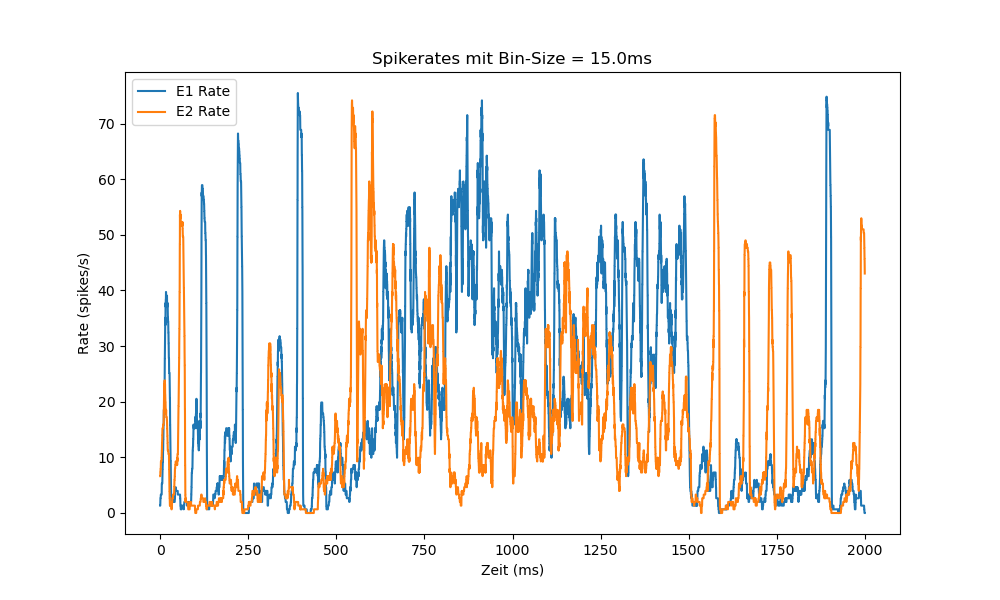 Spikerates mit Bin-Size = 15.0ms
E1 Rate
E2 Rate
70
60
50
40
30
20
10
0
Rate (spikes/s)
0 250 500 750 1000 1250 1500 1750 2000
Zeit (ms)